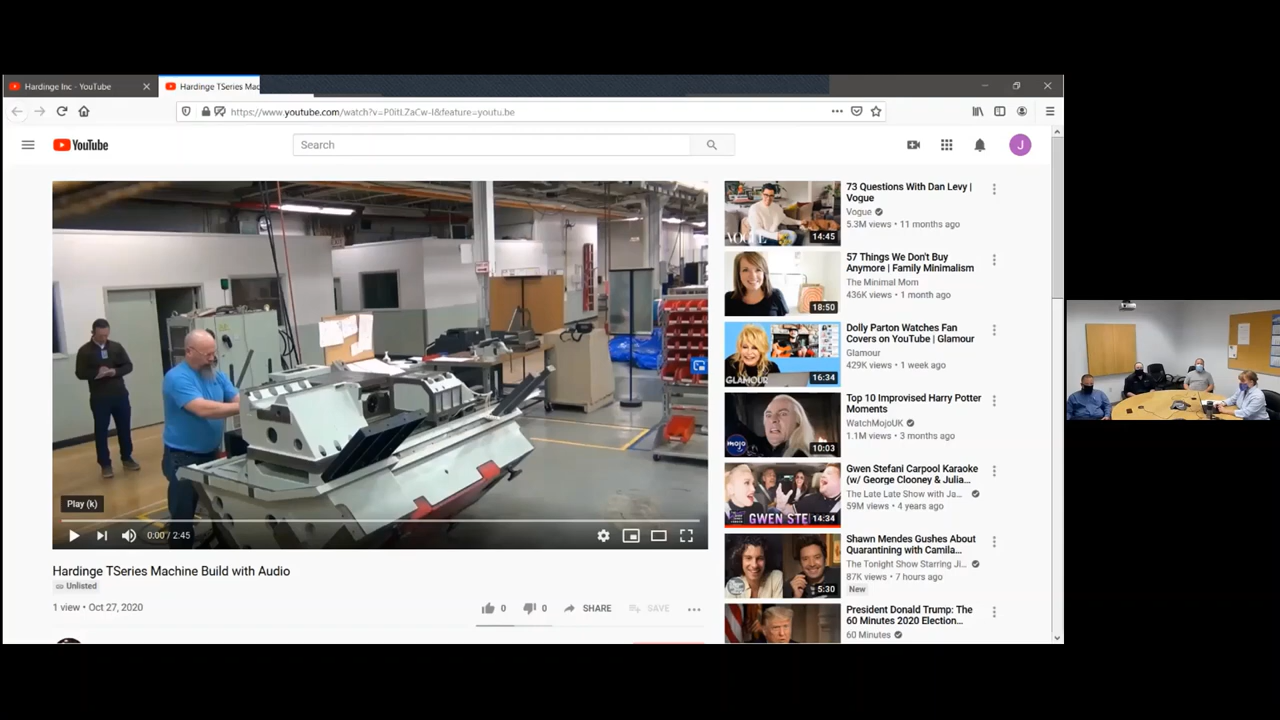 Hardinge Inc - YouTube
Hardinge TSeries Mac
https://www.youtube.com/watch?v=P0itLZaCw-I&feature=youtu.be
YouTube
Search
J
Play (k)
0:00 / 2:45
Hardinge TSeries Machine Build with Audio
Unlisted
1 view • Oct 27, 2020
0
0
SHARE
SAVE
VOGUE
14:45
73 Questions With Dan Levy |
Vogue
Vogue
5.3M views • 11 months ago
18:50
57 Things We Don't Buy
Anymore | Family Minimalism
The Minimal Mom
436K views • 1 month ago
GLAMOUR
16:34
Dolly Parton Watches Fan
Covers on YouTube | Glamour
Glamour
429K views • 1 week ago
mojo
10:03
Top 10 Improvised Harry Potter
Moments
WatchMojoUK
1.1M views • 3 months ago
GWEN STE
14:34
Gwen Stefani Carpool Karaoke
(w/ George Clooney & Julia...
The Late Late Show with Ja...
59M views • 4 years ago
5:30
Shawn Mendes Gushes About
Quarantining with Camila...
The Tonight Show Starring Ji...
87K views • 7 hours ago
New
President Donald Trump: The
60 Minutes 2020 Election...
60 Minutes